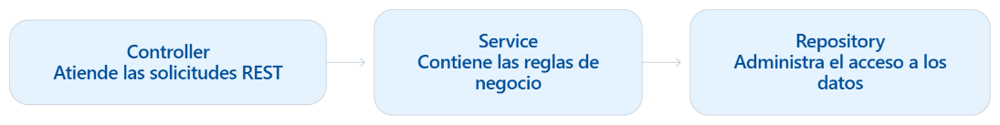 Controller
Atiende las solicitudes REST
Service
Contiene las reglas de
negocio
Repository
Administra el acceso a los
datos